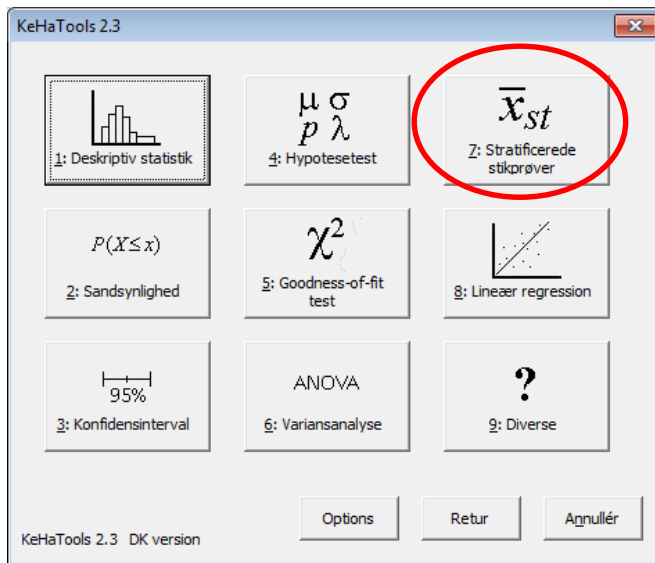 KeHaTools 2.3
1: Deskriptiv statistik
μ σ
p λ
4: Hypotesetest
x̅st
7: Stratificerede
stikprøver
P(X≤x)
2: Sandsynlighed
χ²
5: Goodness-of-fit
test
8: Lineær regression
95%
3: Konfidensinterval
ANOVA
6: Variansanalyse
?
9: Diverse
Options
Retur
Annullér
KeHaTools 2.3 DK version